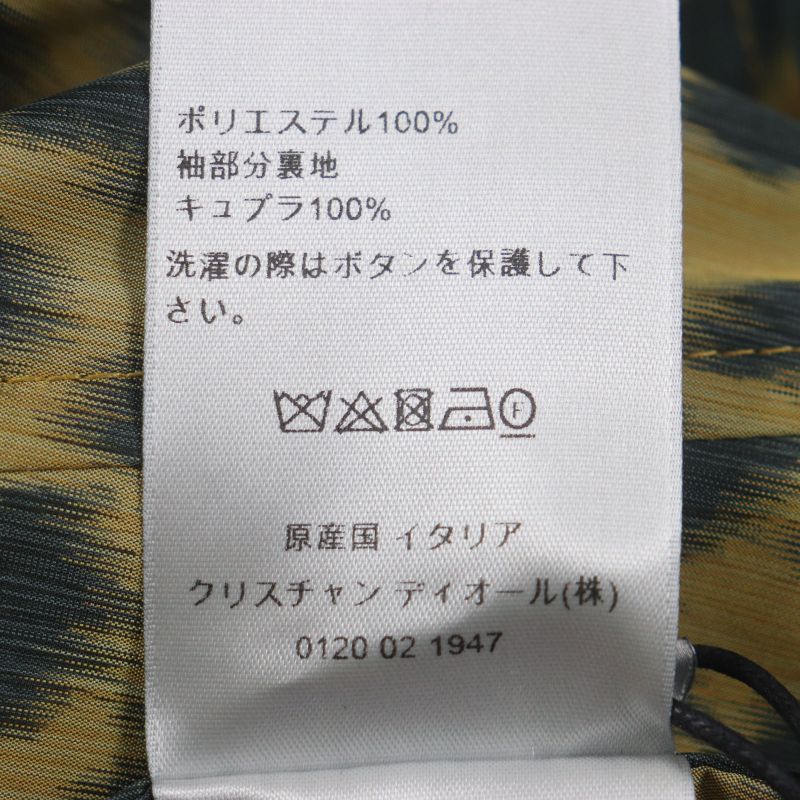 ポリエステル100%
袖部分裏地
キュプラ100%
洗濯の際はボタンを保護して下
さい。
F
原産国 イタリア
クリスチャン ディオール(株)
0120 02 1947